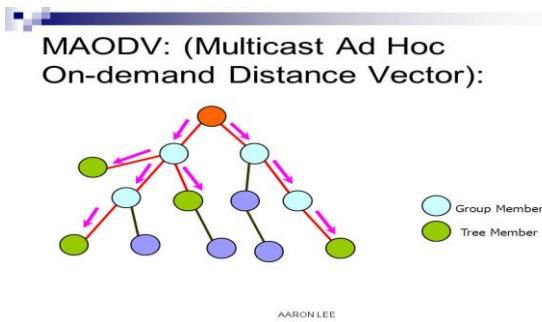 MAODV: (Multicast Ad Hoc
On-demand Distance Vector):
Group Member
Tree Member
AARON LEE